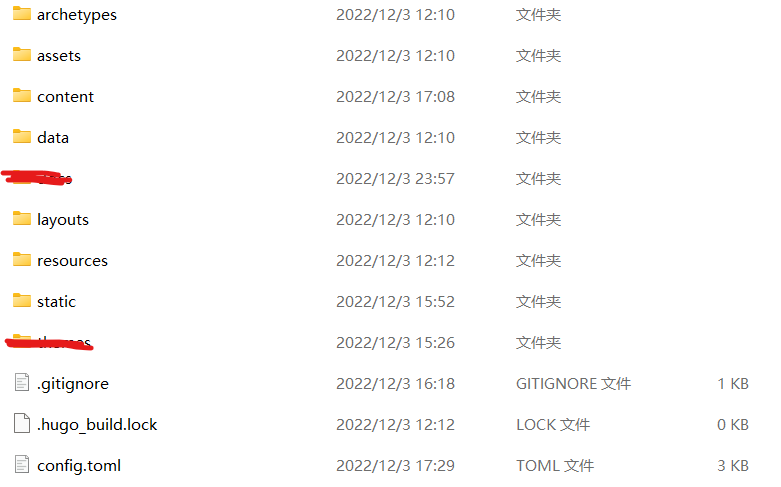 archetypes 2022/12/3 12:10 文件夹
assets 2022/12/3 12:10 文件夹
content 2022/12/3 17:08 文件夹
data 2022/12/3 12:10 文件夹
2022/12/3 23:57 文件夹
layouts 2022/12/3 12:10 文件夹
resources 2022/12/3 12:12 文件夹
static 2022/12/3 15:52 文件夹
themes 2022/12/3 15:26 文件夹
.gitignore 2022/12/3 16:18 GITIGNORE 文件 1 KB
.hugo_build.lock 2022/12/3 12:12 LOCK 文件 0 KB
config.toml 2022/12/3 17:29 TOML 文件 3 KB